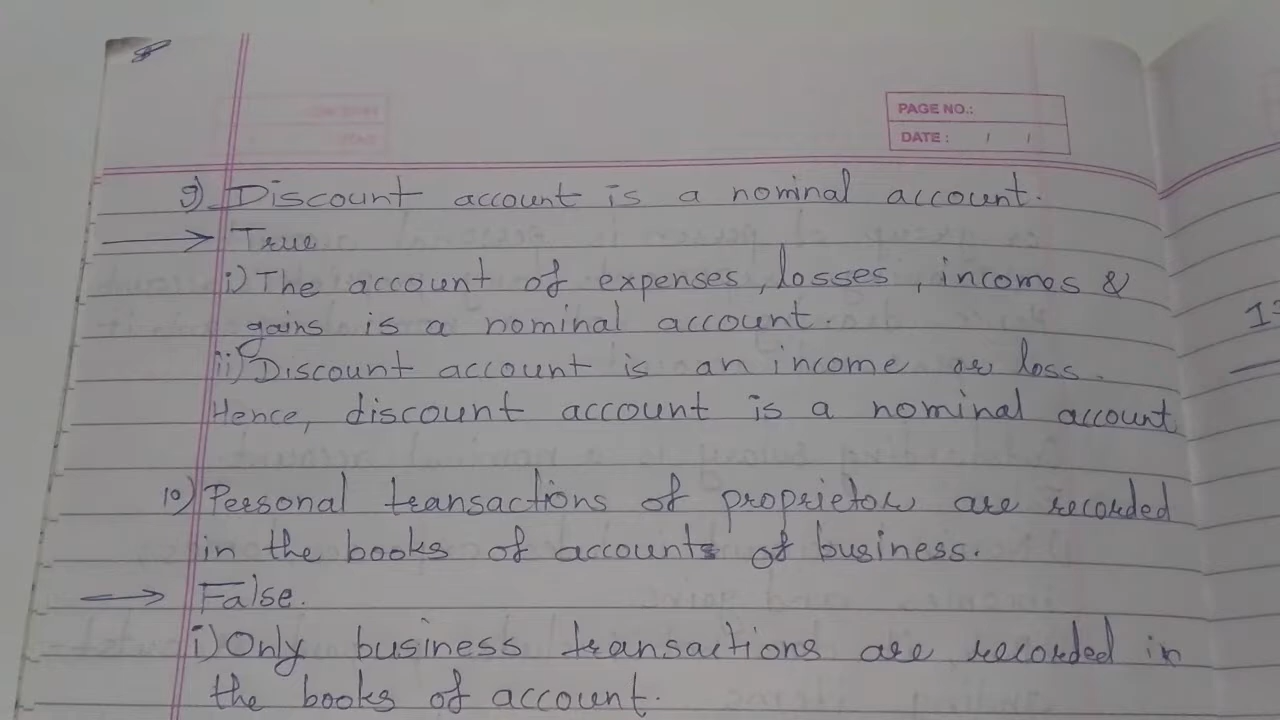 PAGE NO.:
DATE : / /
9) Discount account is a nominal account.
→ True
i) The account of expenses, losses, incomes &
gains is a nominal account.
ii) Discount account is an income or loss.
Hence, discount account is a nominal account
10) Personal transactions of proprietor are recorded
in the books of accounts of business.
→ False.
i) Only business transactions are recorded in
the books of account.